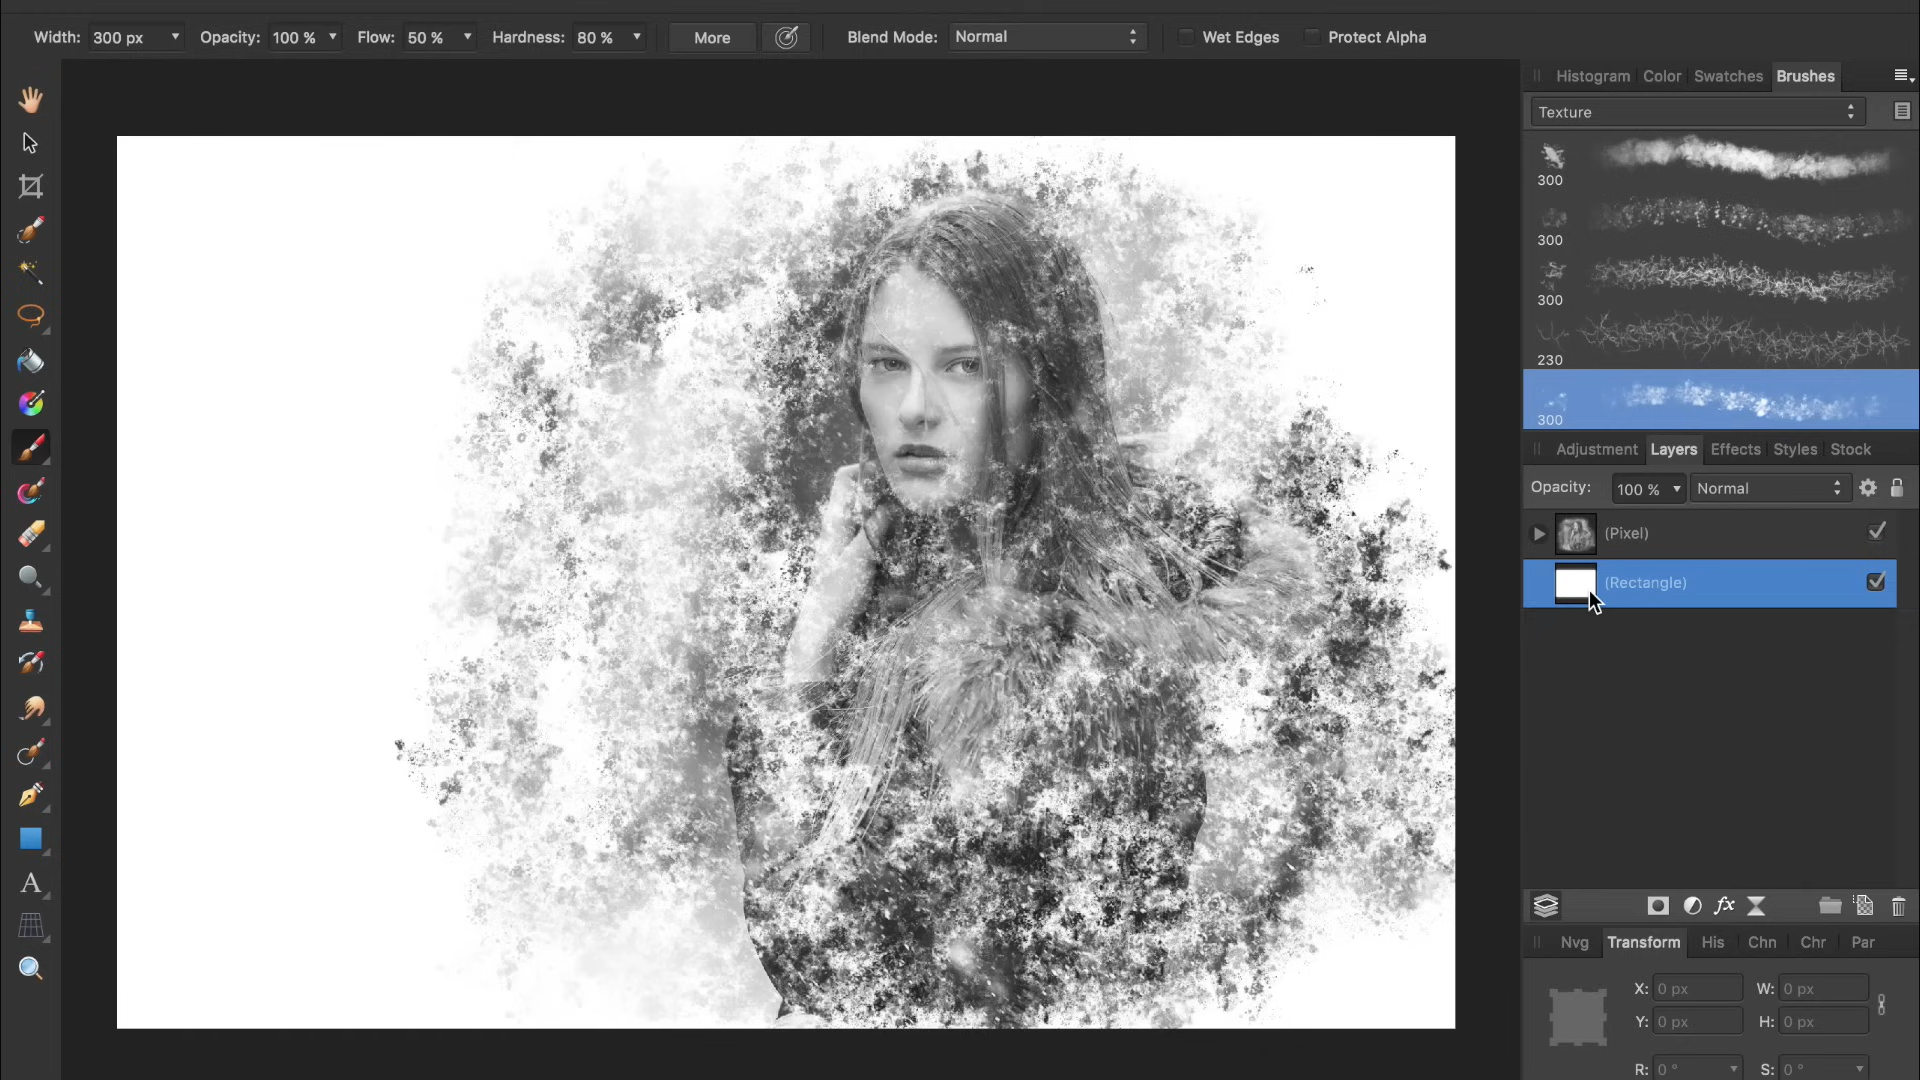 Width: 300 px Opacity: 100 % Flow: 50 % Hardness: 80 % More Blend Mode: Normal Wet Edges Protect Alpha
Histogram Color Swatches Brushes
Texture
300
300
300
230
300
Adjustment Layers Effects Styles Stock
Opacity: 100 % Normal
(Pixel)
(Rectangle)
fx
Nvg Transform His Chn Chr Par
X: 0 px W: 0 px
Y: 0 px H: 0 px
R: 0 ° S: 0 °